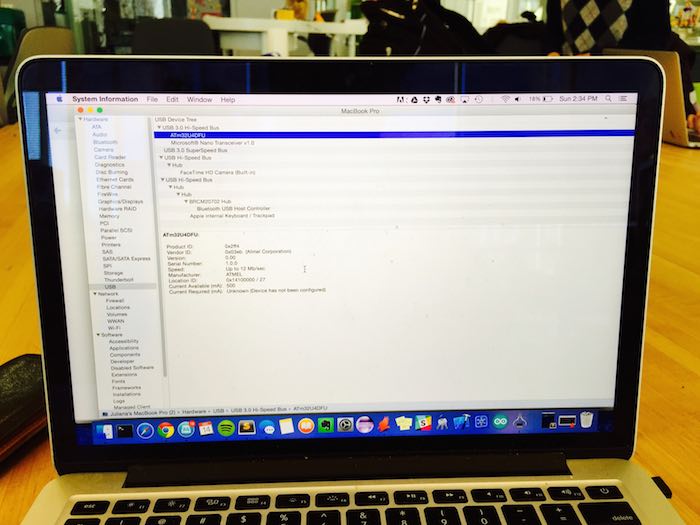 System Information File Edit Window Help 18% Sun 2:34 PM
MacBook Pro
Hardware
ATA
Audio
Bluetooth
Camera
Card Reader
Diagnostics
Disc Burning
Ethernet Cards
Fibre Channel
FireWire
Graphics/Displays
Hardware RAID
Memory
PCI
Parallel SCSI
Power
Printers
SAS
SATA/SATA Express
SPI
Storage
Thunderbolt
USB
Network
Firewall
Locations
Volumes
WWAN
Wi-Fi
Software
Accessibility
Applications
Components
Developer
Disabled Software
Extensions
Fonts
Frameworks
Installations
Logs
Managed Client
USB Device Tree
USB 3.0 Hi-Speed Bus
ATm32U4DFU
Microsoft® Nano Transceiver v1.0
USB 3.0 SuperSpeed Bus
USB Hi-Speed Bus
Hub
FaceTime HD Camera (Built-in)
USB Hi-Speed Bus
Hub
Hub
BRCM20702 Hub
Bluetooth USB Host Controller
Apple Internal Keyboard / Trackpad
ATm32U4DFU:
Product ID: 0x2ff4
Vendor ID: 0x03eb (Atmel Corporation)
Version: 0.00
Serial Number: 1.0.0
Speed: Up to 12 Mb/sec
Manufacturer: ATMEL
Location ID: 0x14100000 / 27
Current Available (mA): 500
Current Required (mA): Unknown (Device has not been configured)
Juliana's MacBook Pro (2) Hardware USB USB 3.0 Hi-Speed Bus ATm32U4DFU
14
esc